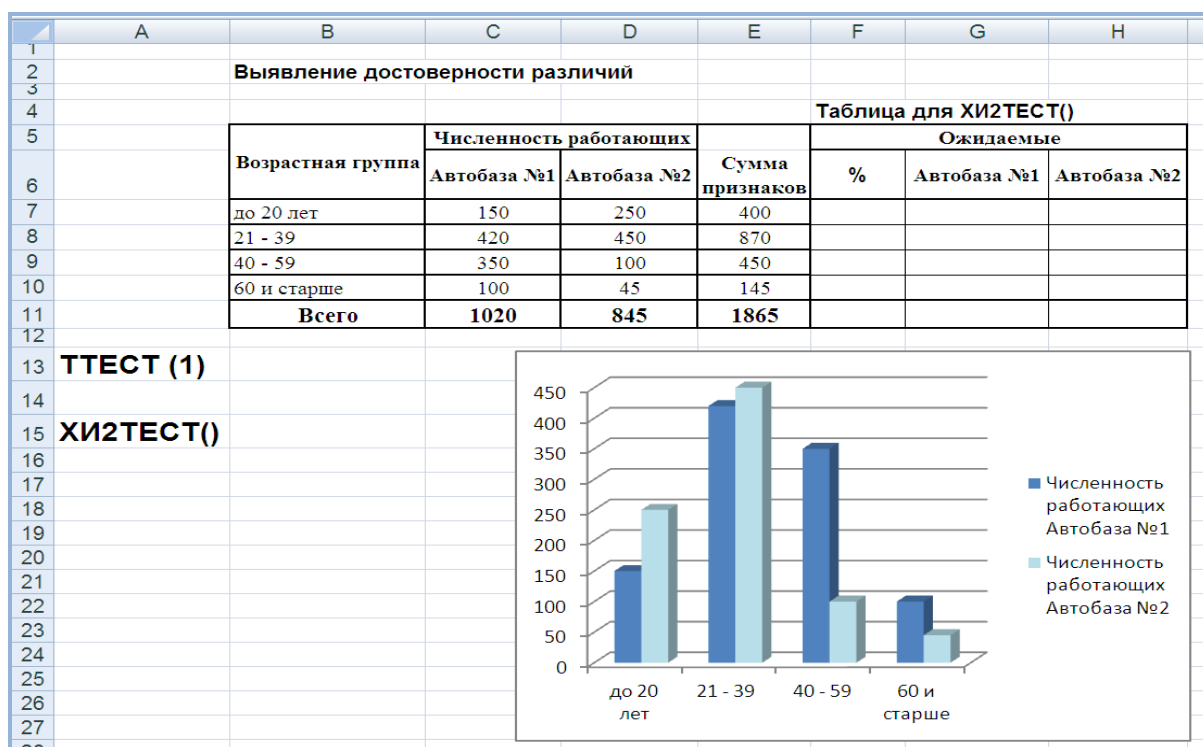 A B C D E F G H
1
2 Выявление достоверности различий
3
4 Таблица для ХИ2ТЕСТ()
5 Возрастная группа Численность работающих Ожидаемые
6 Автобаза №1 Автобаза №2 Сумма признаков % Автобаза №1 Автобаза №2
7 до 20 лет 150 250 400
8 21 - 39 420 450 870
9 40 - 59 350 100 450
10 60 и старше 100 45 145
11 Всего 1020 845 1865
12
13 ТТЕСТ (1)
14
15 ХИ2ТЕСТ()
16
17
18
19
20
21
22
23
24
25
26
27
450
400
350
300
250
200
150
100
50
0
до 20 лет
21 - 39
40 - 59
60 и старше
Численность
работающих
Автобаза №1
Численность
работающих
Автобаза №2